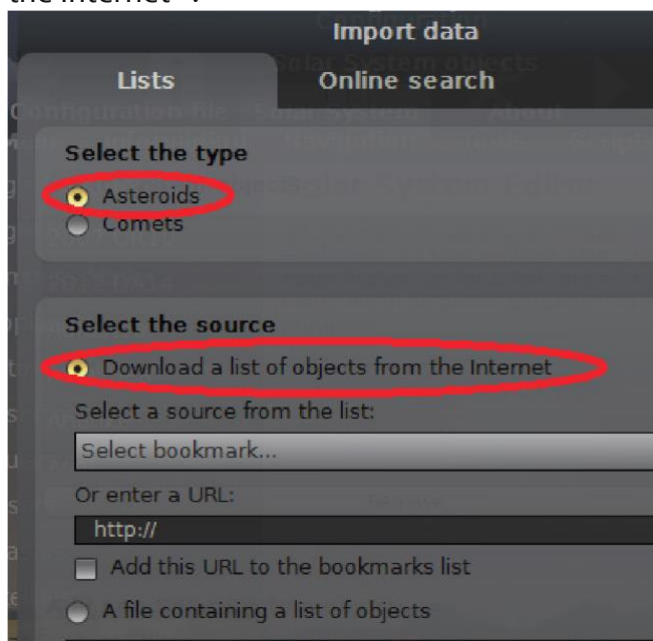 Import data
Lists Online search
Select the type
Asteroids
Comets
Select the source
Download a list of objects from the Internet
Select a source from the list:
Select bookmark...
Or enter a URL:
http://
Add this URL to the bookmarks list
A file containing a list of objects